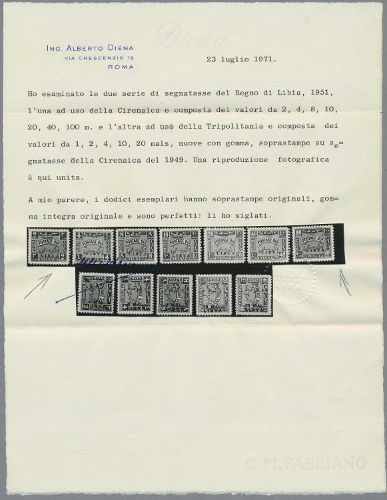 Diena
ING. ALBERTO DIENA
VIA CRESCENZIO 19
ROMA
23 luglio 1971.
Ho esaminato le due serie di segnatasse del Regno di Libia, 1951,
l'una ad uso della Cirenaica e composta dei valori da 2, 4, 8, 10,
20, 40, 100 m. e l'altra ad uso della Tripolitania e composta dei
valori da 1, 2, 4, 10, 20 mals, nuove con gomma, soprastampe su se
gnatasse della Cirenaica del 1949. Una riproduzione fotografica
è qui unita.
A mio parere, i dodici esemplari hanno soprastampe originali, gom=
ma integra originale e sono perfetti: li ho siglati.
C.M. FABRIANO